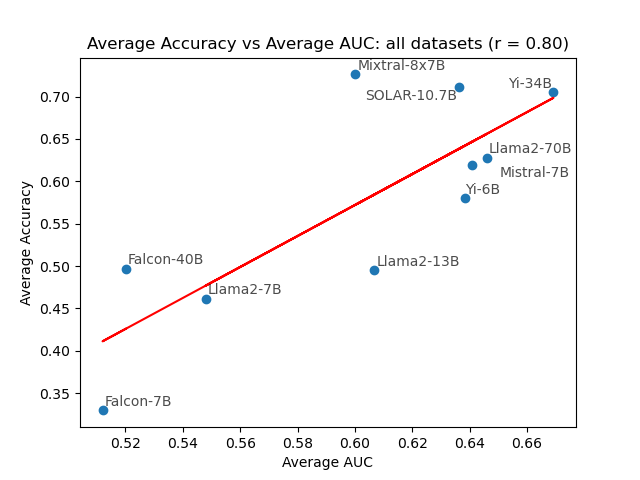 Average Accuracy vs Average AUC: all datasets (r = 0.80)
Mixtral-8x7B
Yi-34B
SOLAR-10.7B
Llama2-70B
Mistral-7B
Yi-6B
Falcon-40B
Llama2-13B
Llama2-7B
Falcon-7B
0.70
0.65
0.60
0.55
0.50
0.45
0.40
0.35
Average Accuracy
0.52 0.54 0.56 0.58 0.60 0.62 0.64 0.66
Average AUC